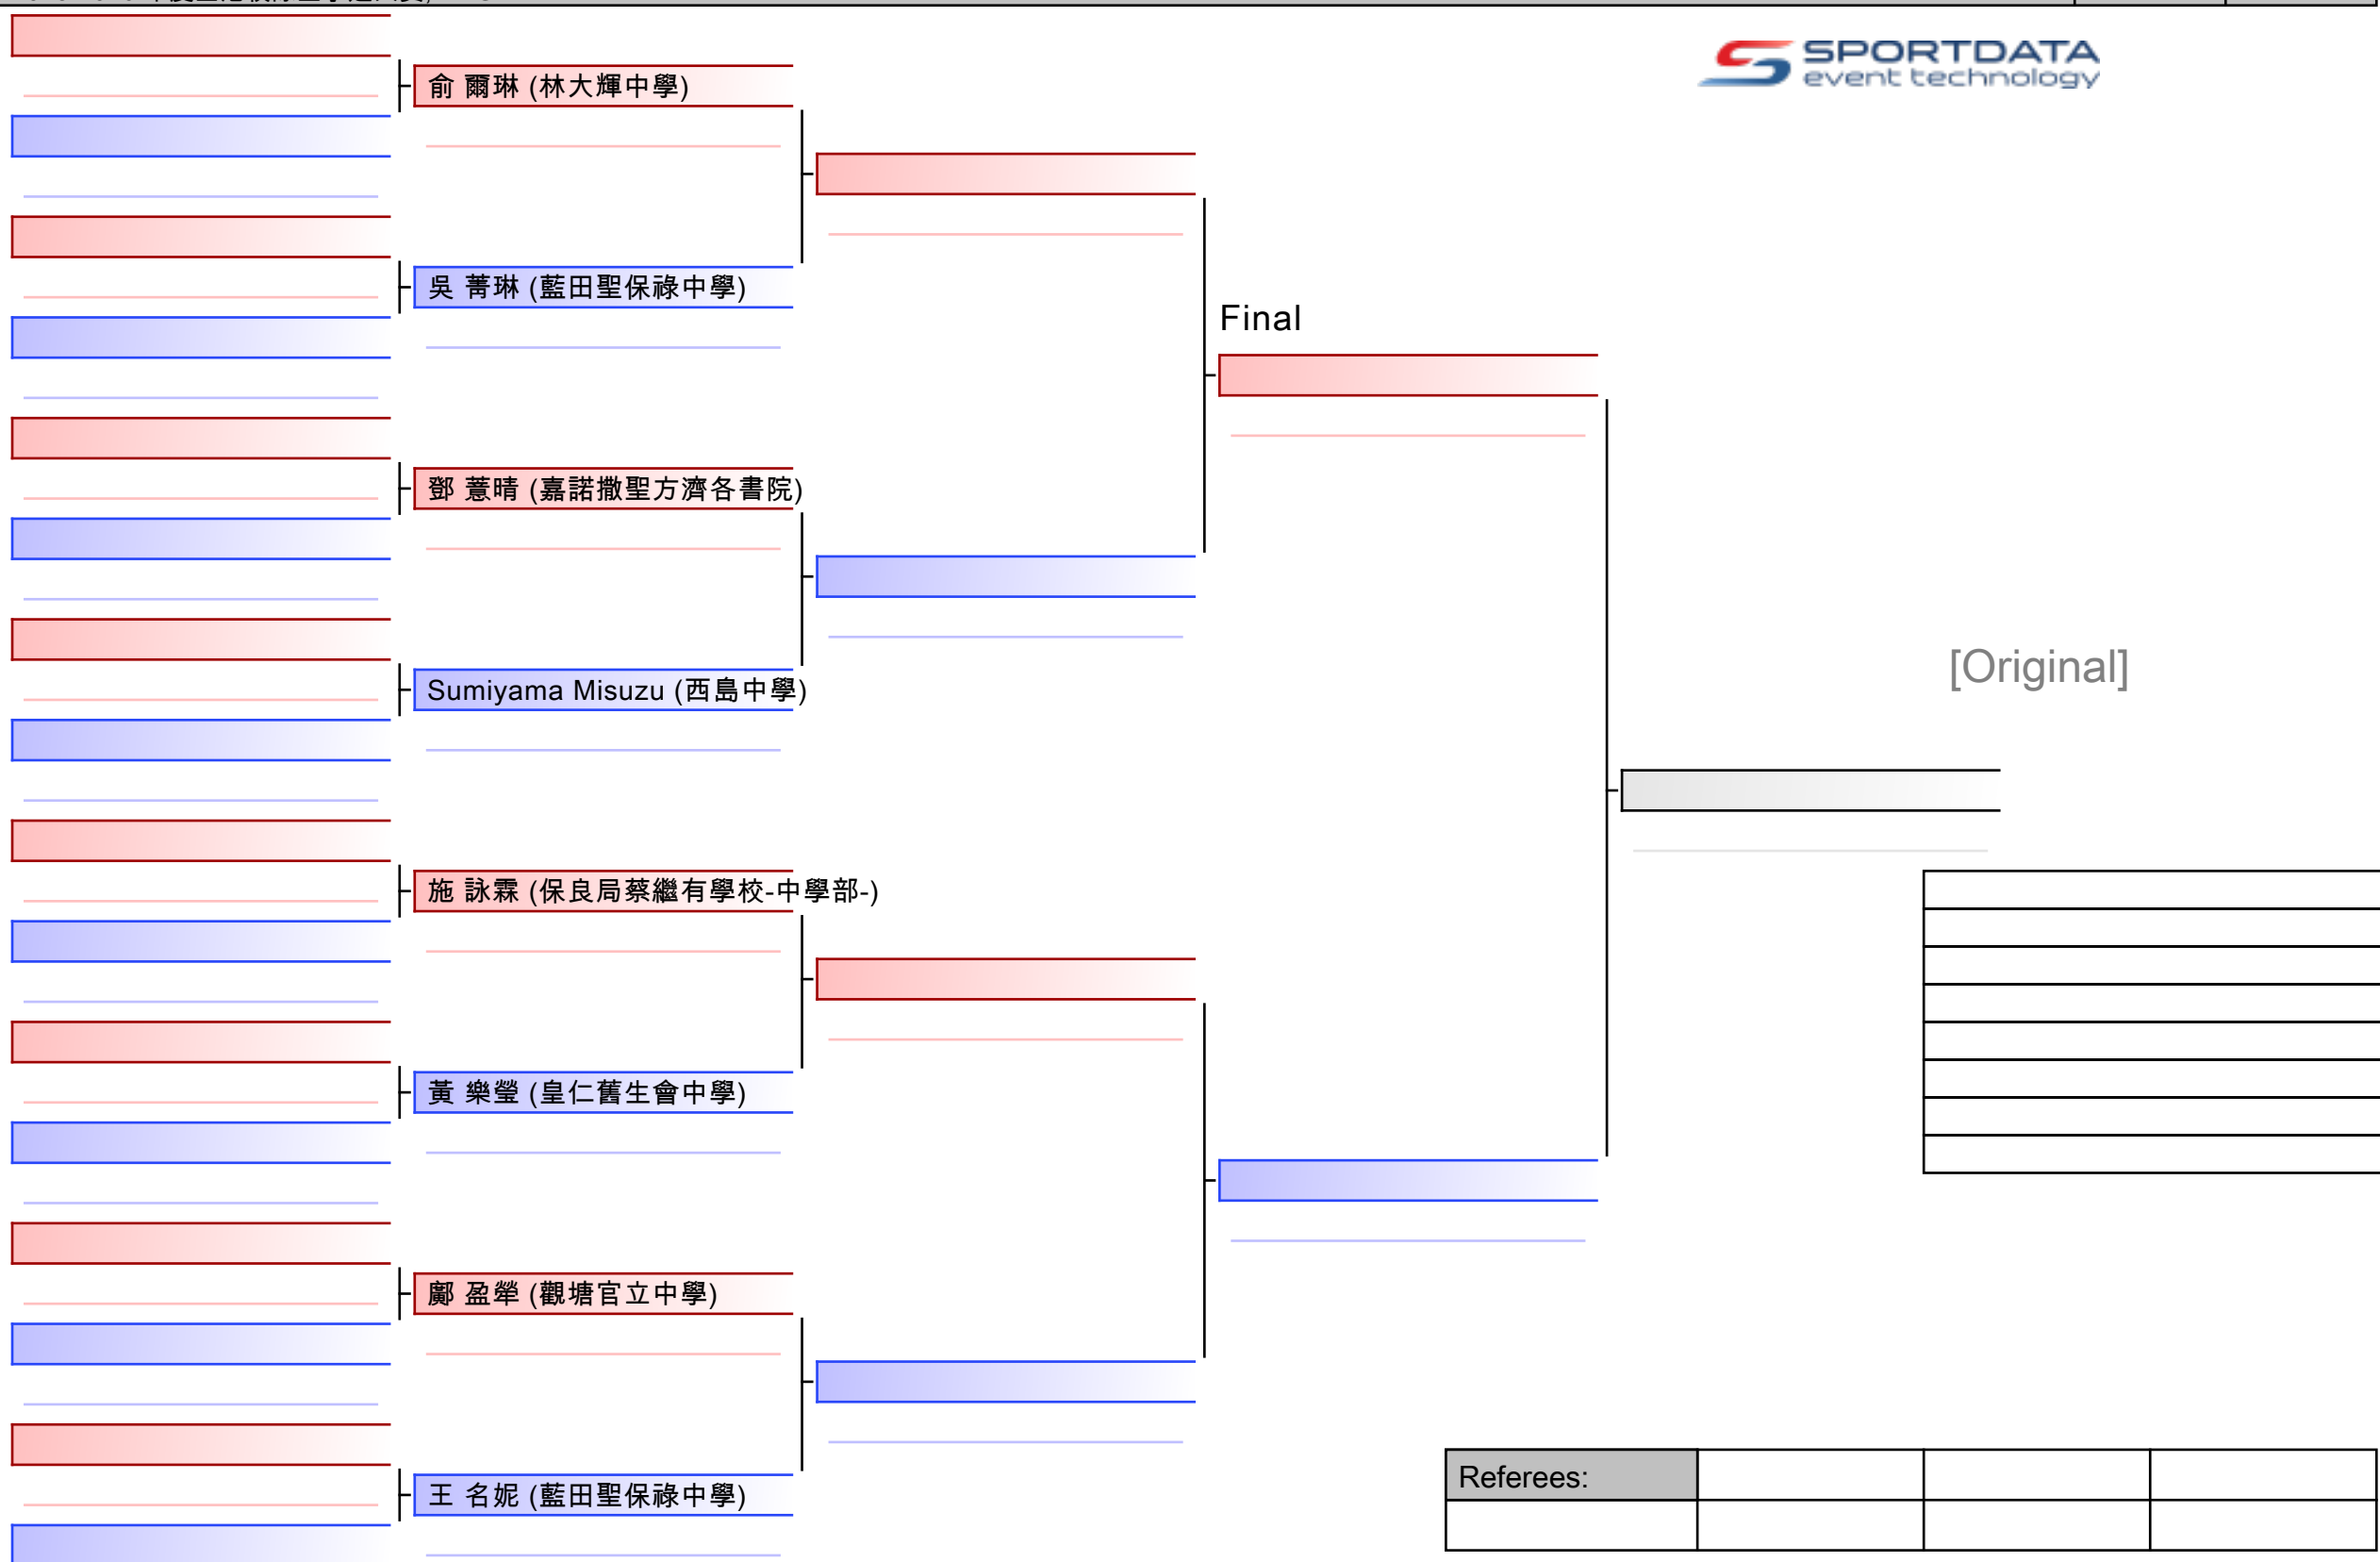 SPORTDATA
event technology
俞 爾琳 (林大輝中學)
吳 菁琳 (藍田聖保祿中學)
Final
鄧 薏晴 (嘉諾撒聖方濟各書院)
Sumiyama Misuzu (西島中學)
[Original]
施 詠霖 (保良局蔡繼有學校-中學部-)
黃 樂瑩 (皇仁舊生會中學)
鄺 盈犖 (觀塘官立中學)
王 名妮 (藍田聖保祿中學)
Referees: